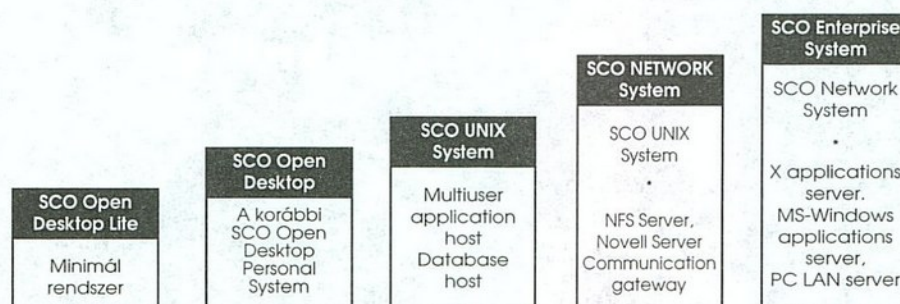 SCO Open
Desktop Lite
Minimál
rendszer
SCO Open
Desktop
A korábbi
SCO Open
Desktop
Personal
System
SCO UNIX
System
Multiuser
application
host
Database
host
SCO NETWORK
System
SCO UNIX
System
•
NFS Server,
Novell Server
Communication
gateway
SCO Enterprise
System
SCO Network
System
•
X applications
server.
MS-Windows
applications
server,
PC LAN server